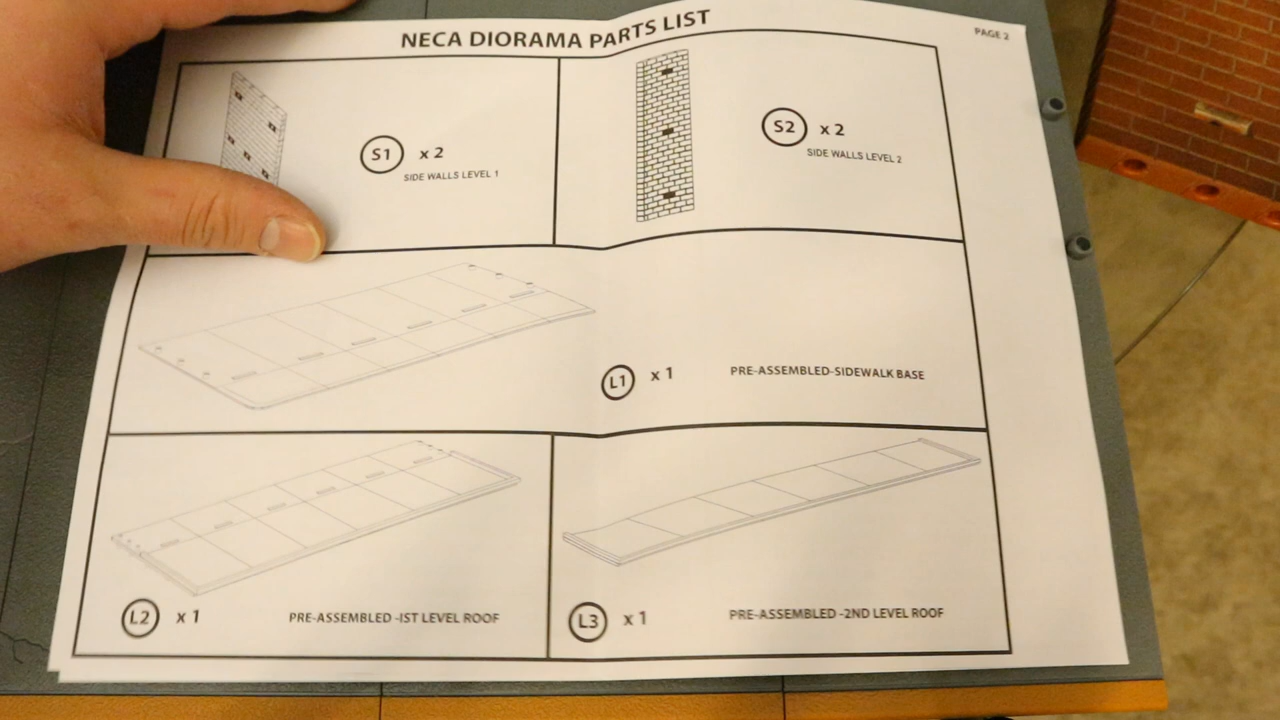 NECA DIORAMA PARTS LIST
PAGE 2
S1 x 2
SIDE WALLS LEVEL 1
S2 x 2
SIDE WALLS LEVEL 2
L1 x 1 PRE-ASSEMBLED-SIDEWALK BASE
L2 x 1 PRE-ASSEMBLED -IST LEVEL ROOF
L3 x 1 PRE-ASSEMBLED -2ND LEVEL ROOF